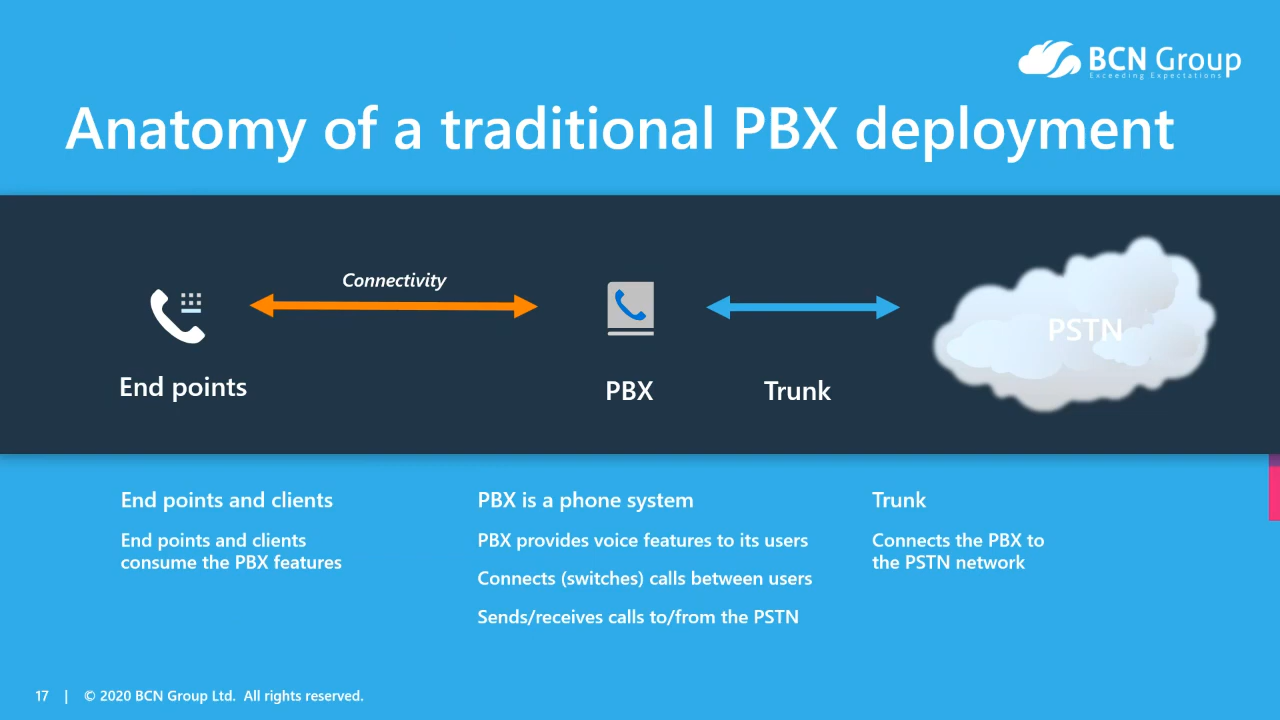 BCN Group
Exceeding Expectations
Anatomy of a traditional PBX deployment
Connectivity
PSTN
End points
PBX
Trunk
End points and clients
End points and clients
consume the PBX features
PBX is a phone system
PBX provides voice features to its users
Connects (switches) calls between users
Sends/receives calls to/from the PSTN
Trunk
Connects the PBX to
the PSTN network
17 | © 2020 BCN Group Ltd. All rights reserved.